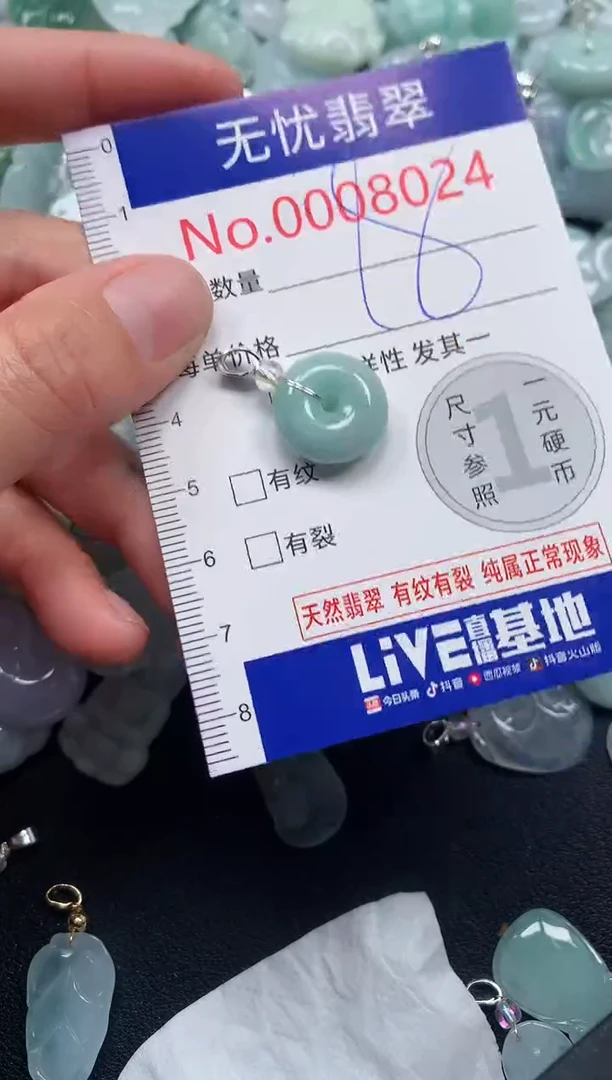 无忧翡翠
No.0008024
18
数量
每单价格
样性 发其一
有纹
有裂
尺寸参照
1
一元硬币
天然翡翠 有纹有裂 纯属正常现象
LiVE直播基地
今日头条 抖音 西瓜视频 抖音火山版
0
1
4
5
6
7
8